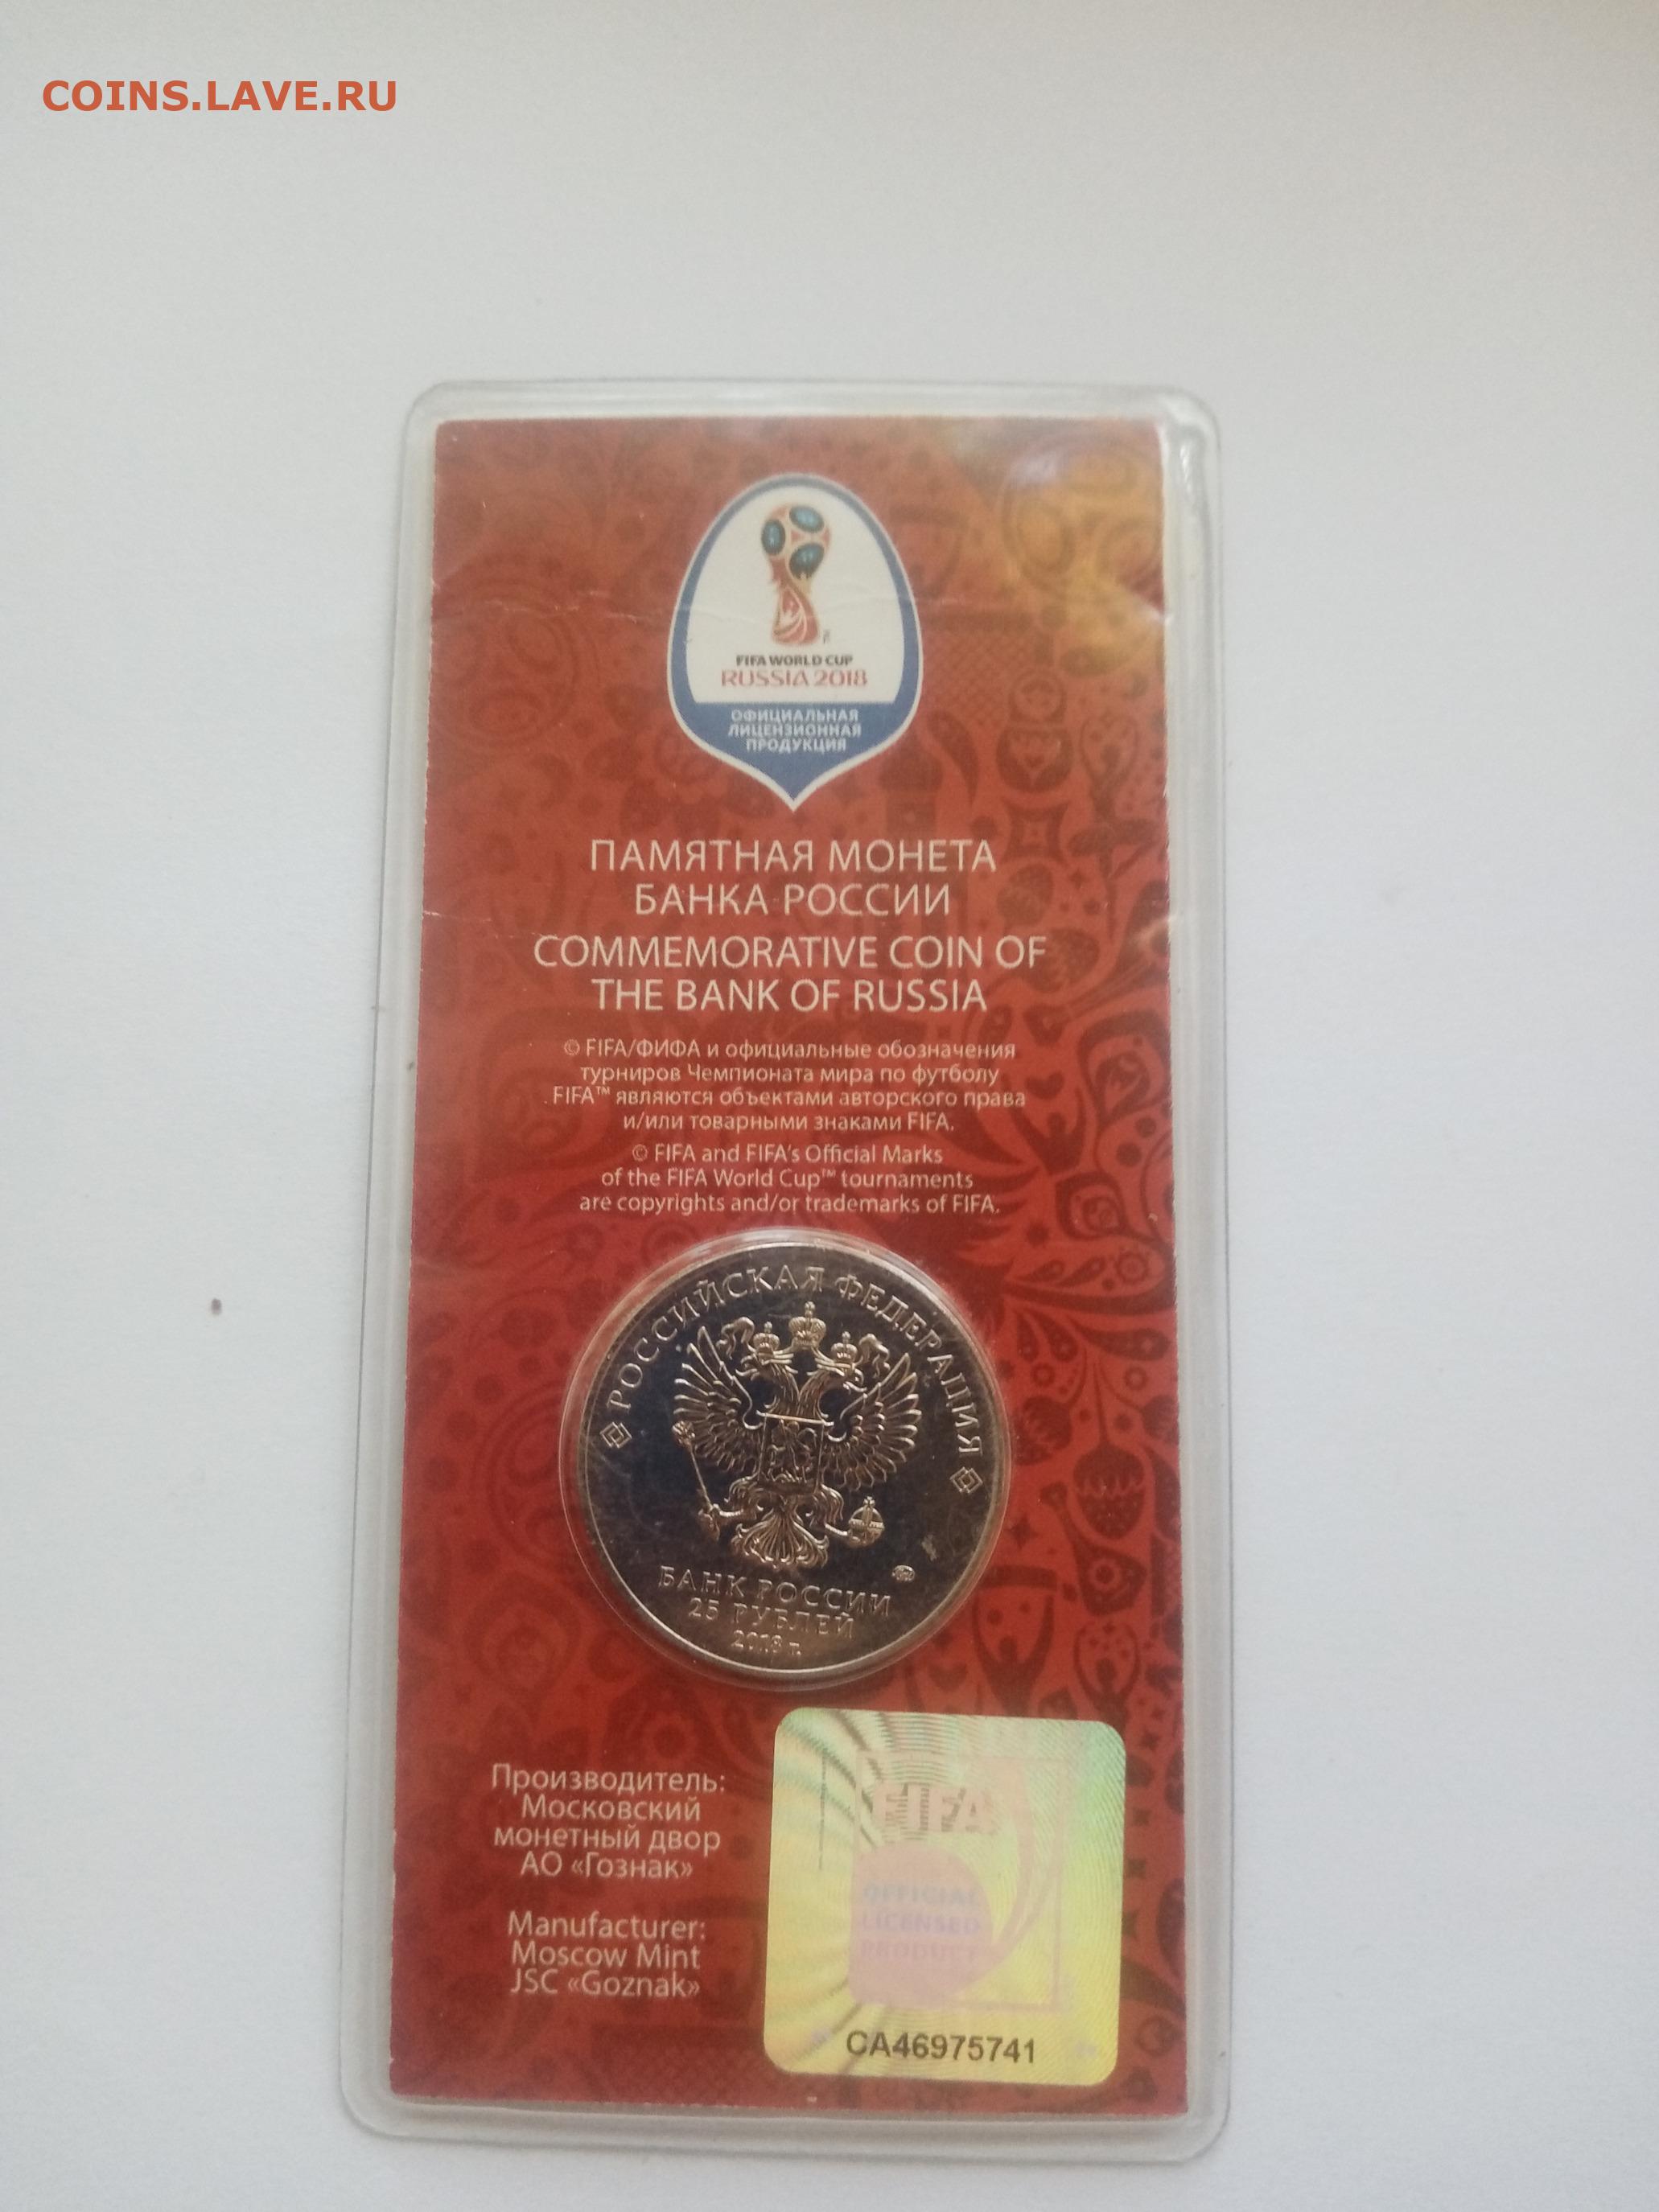 COINS.LAVE.RU
FIFA WORLD CUP
RUSSIA 2018
ОФИЦИАЛЬНАЯ
ЛИЦЕНЗИОННАЯ
ПРОДУКЦИЯ
ПАМЯТНАЯ МОНЕТА
БАНКА РОССИИ
COMMEMORATIVE COIN OF
THE BANK OF RUSSIA
© FIFA/ФИФА и официальные обозначения
турниров Чемпионата мира по футболу
FIFA™ являются объектами авторского права
и/или товарными знаками FIFA.
© FIFA and FIFA's Official Marks
of the FIFA World Cup™ tournaments
are copyrights and/or trademarks of FIFA.
РОССИЙСКАЯ ФЕДЕРАЦИЯ
БАНК РОССИИ
25 РУБЛЕЙ
2018 г.
Производитель:
Московский
монетный двор
АО «Гознак»
Manufacturer:
Moscow Mint
JSC «Goznak»
FIFA
OFFICIAL
LICENSED
PRODUCT
CA46975741